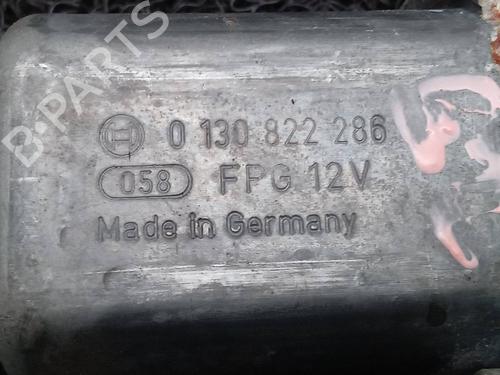 B-PARTS
0 130 822 286
058 FPG 12V
Made in Germany